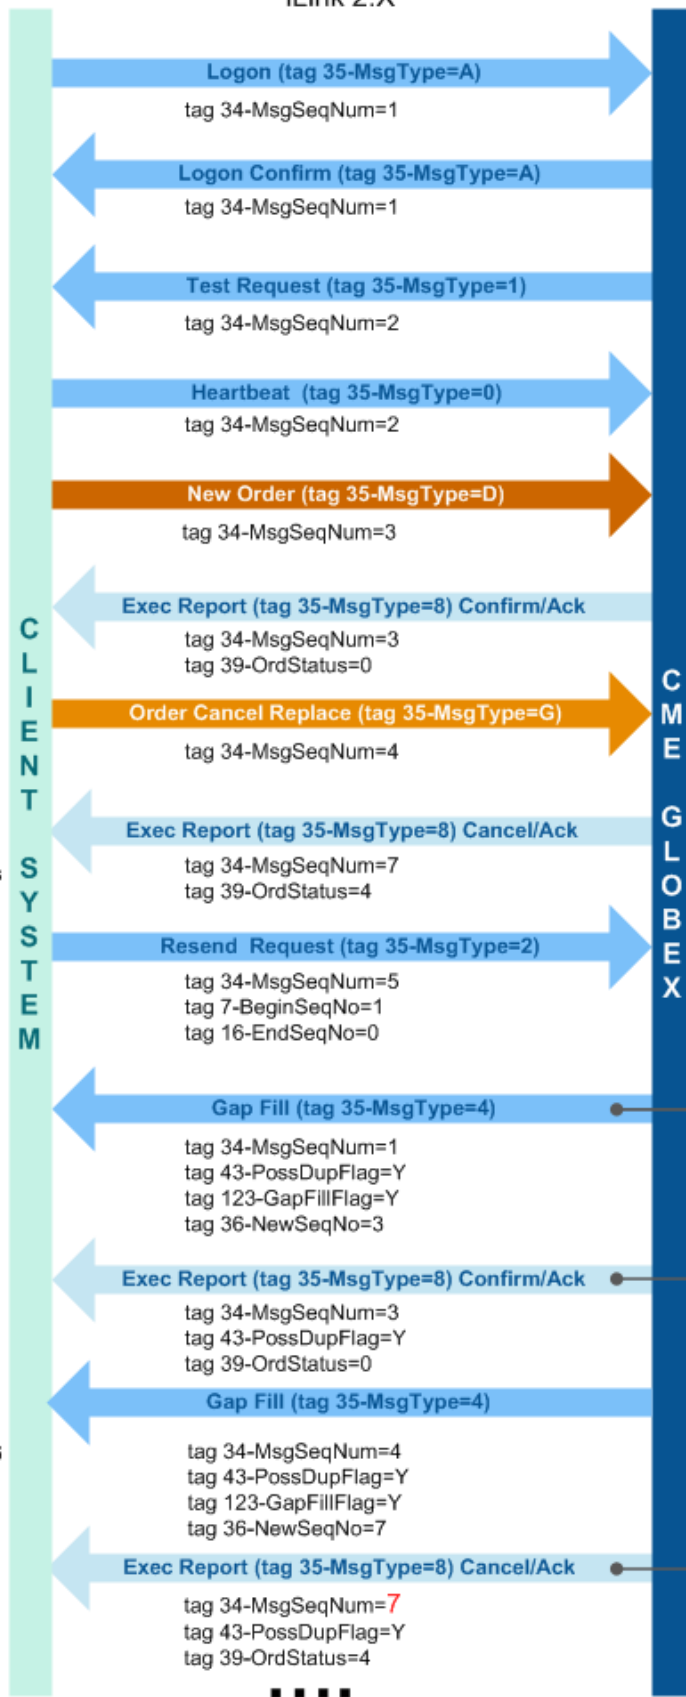 iLink 2.X
Logon (tag 35-MsgType=A)
tag 34-MsgSeqNum=1
Logon Confirm (tag 35-MsgType=A)
tag 34-MsgSeqNum=1
Test Request (tag 35-MsgType=1)
tag 34-MsgSeqNum=2
Heartbeat (tag 35-MsgType=0)
tag 34-MsgSeqNum=2
New Order (tag 35-MsgType=D)
tag 34-MsgSeqNum=3
Exec Report (tag 35-MsgType=8) Confirm/Ack
tag 34-MsgSeqNum=3
tag 39-OrdStatus=0
Order Cancel Replace (tag 35-MsgType=G)
tag 34-MsgSeqNum=4
Exec Report (tag 35-MsgType=8) Cancel/Ack
tag 34-MsgSeqNum=7
tag 39-OrdStatus=4
Resend Request (tag 35-MsgType=2)
tag 34-MsgSeqNum=5
tag 7-BeginSeqNo=1
tag 16-EndSeqNo=0
Gap Fill (tag 35-MsgType=4)
tag 34-MsgSeqNum=1
tag 43-PossDupFlag=Y
tag 123-GapFillFlag=Y
tag 36-NewSeqNo=3
Exec Report (tag 35-MsgType=8) Confirm/Ack
tag 34-MsgSeqNum=3
tag 43-PossDupFlag=Y
tag 39-OrdStatus=0
Gap Fill (tag 35-MsgType=4)
tag 34-MsgSeqNum=4
tag 43-PossDupFlag=Y
tag 123-GapFillFlag=Y
tag 36-NewSeqNo=7
Exec Report (tag 35-MsgType=8) Cancel/Ack
tag 34-MsgSeqNum=7
tag 43-PossDupFlag=Y
tag 39-OrdStatus=4
CLIENT SYSTEM
CME GLOBEX